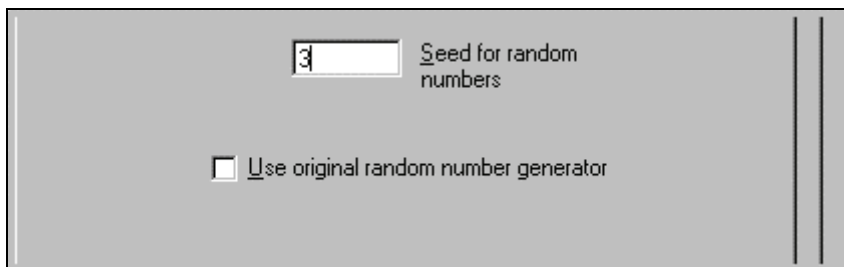 3
Seed for random
numbers
Use original random number generator